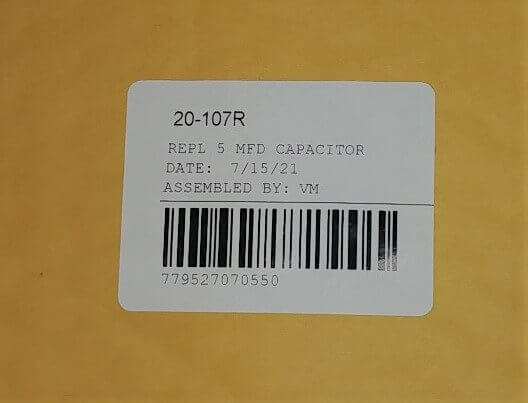 20-107R
REPL 5 MFD CAPACITOR
DATE: 7/15/21
ASSEMBLED BY: VM
779527070550